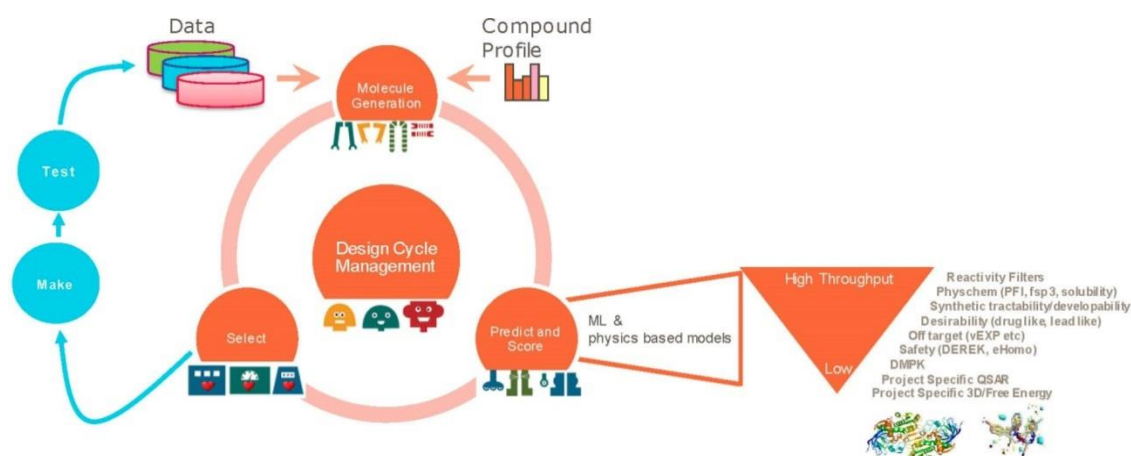 Data
Compound
Profile
Molecule
Generation
Test
Make
Design Cycle
Management
Select
Predict and
Score
ML &
physics based models
High Throughput
Low
Reactivity Filters
Physchem (PFI, fsp3, solubility)
Synthetic tractability/developability
Desirability (drug like, lead like)
Off target (vEXP etc)
Safety (DEREK, eHomo)
DMPK
Project Specific QSAR
Project Specific 3D/Free Energy